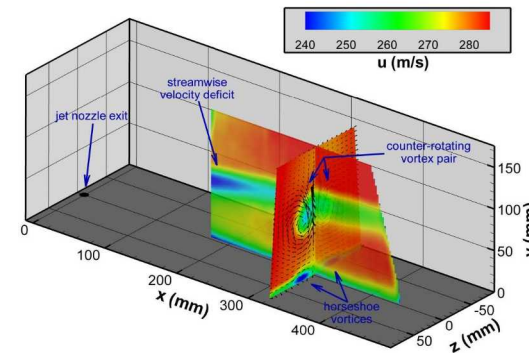 240 250 260 270 280
u (m/s)
streamwise
velocity deficit
jet nozzle exit
counter-rotating
vortex pair
150
100
50
0
y (mm)
-50
0
50
z (mm)
0
100
200
300
400
x (mm)
horseshoe
vortices